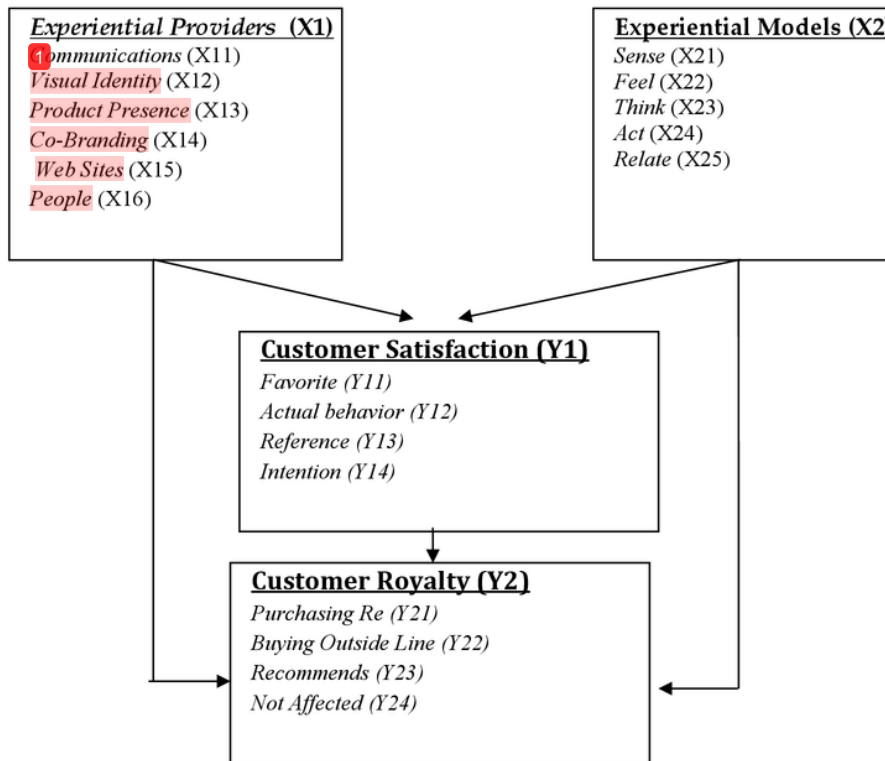 Experiential Providers (X1)
Communications (X11)
1
Visual Identity (X12)
Product Presence (X13)
Co-Branding (X14)
Web Sites (X15)
People (X16)
Experiential Models (X2
Sense (X21)
Feel (X22)
Think (X23)
Act (X24)
Relate (X25)
Customer Satisfaction (Y1)
Favorite (Y11)
Actual behavior (Y12)
Reference (Y13)
Intention (Y14)
Customer Royalty (Y2)
Purchasing Re (Y21)
Buying Outside Line (Y22)
Recommends (Y23)
Not Affected (Y24)